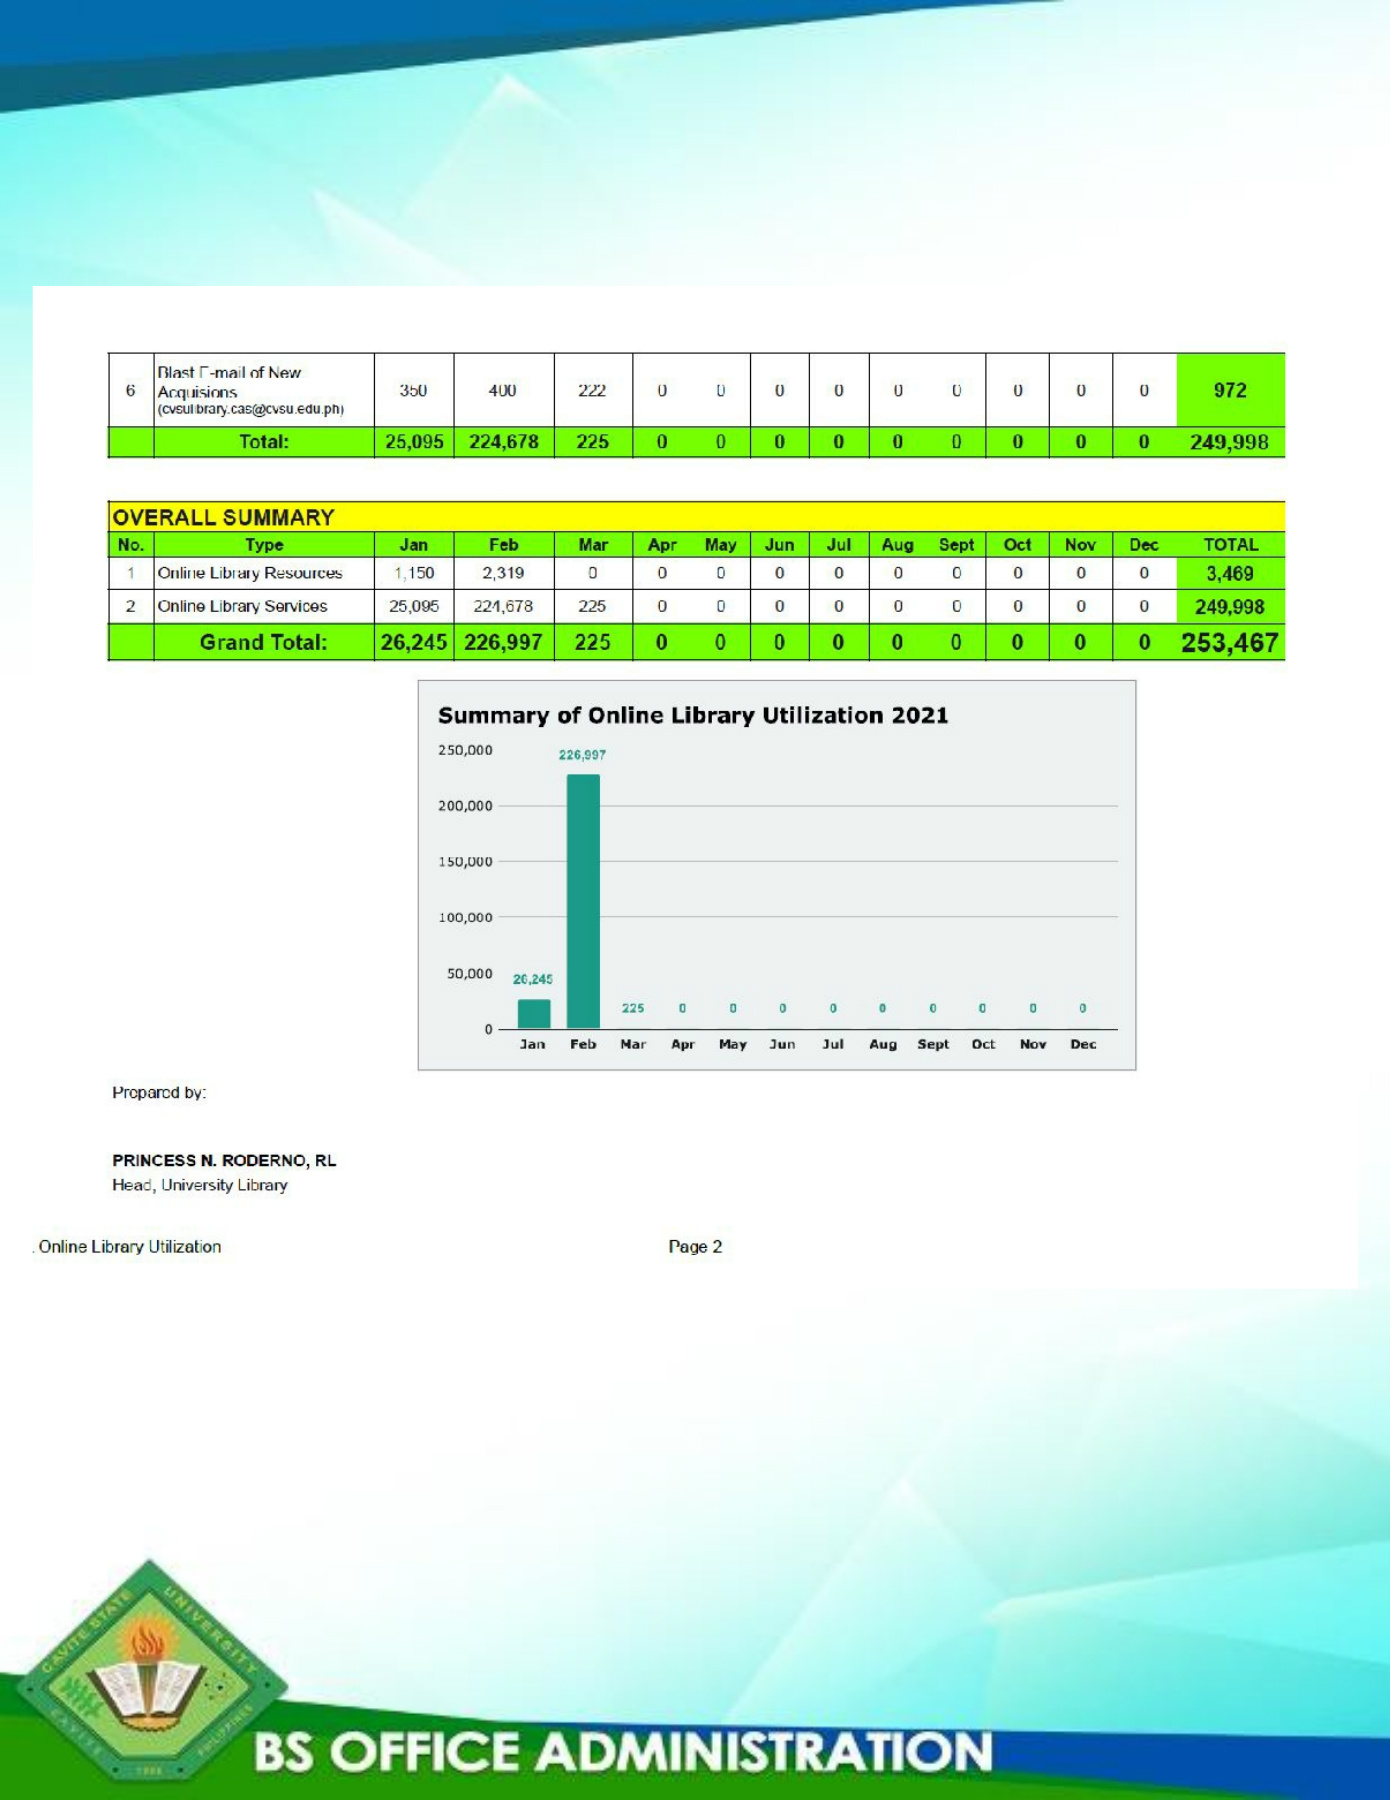 6 Blast E-mail of New Acquisions (cvsulibrary.cas@cvsu.edu.ph) 350 400 222 0 0 0 0 0 0 0 0 0 972
Total: 25,095 224,678 225 0 0 0 0 0 0 0 0 0 249,998
OVERALL SUMMARY
No. Type Jan Feb Mar Apr May Jun Jul Aug Sept Oct Nov Dec TOTAL
1 Online Library Resources 1,150 2,319 0 0 0 0 0 0 0 0 0 0 3,469
2 Online Library Services 25,095 224,678 225 0 0 0 0 0 0 0 0 0 249,998
Grand Total: 26,245 226,997 225 0 0 0 0 0 0 0 0 0 253,467
Summary of Online Library Utilization 2021
250,000
200,000
150,000
100,000
50,000
0
26,245 226,997 225 0 0 0 0 0 0 0 0 0
Jan Feb Mar Apr May Jun Jul Aug Sept Oct Nov Dec
Prepared by:
PRINCESS N. RODERNO, RL
Head, University Library
. Online Library Utilization Page 2
CAVITE STATE UNIVERSITY
CAVITE PHILIPPINES
BS OFFICE ADMINISTRATION